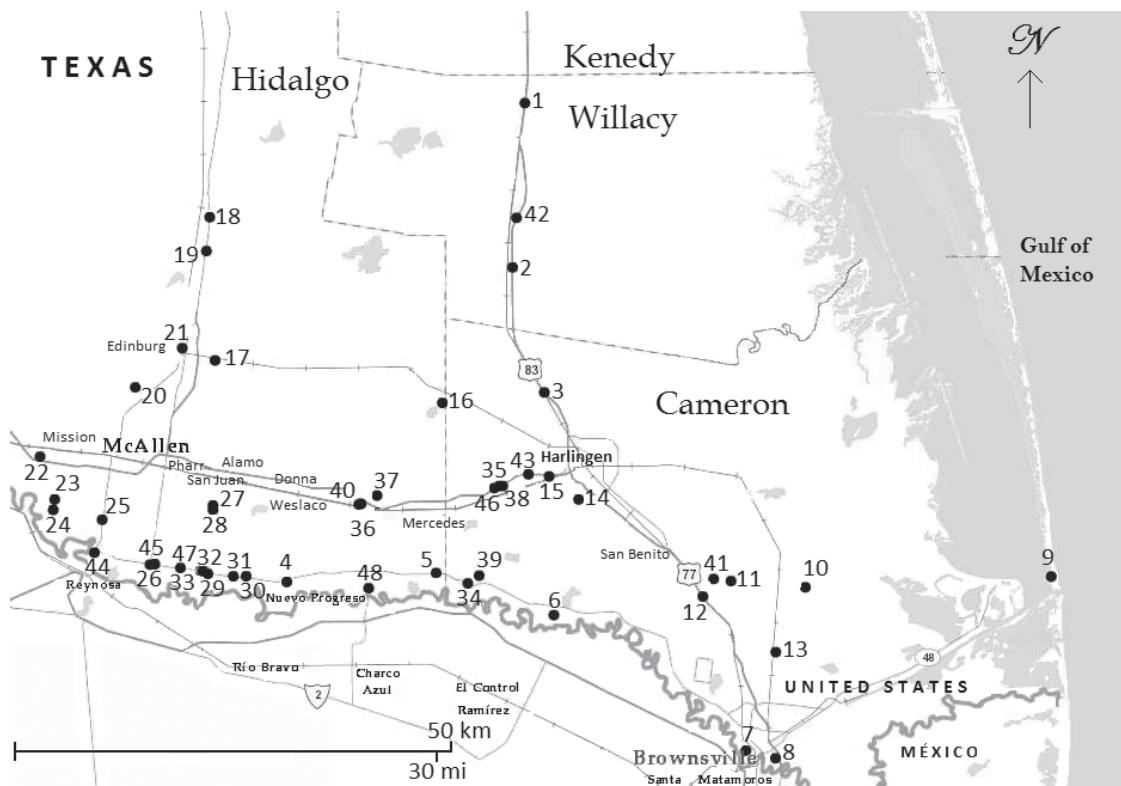 TEXAS
Hidalgo
Kenedy
Willacy
N
1
18
42
19
2
Gulf of
Mexico
21
Edinburg
17
83
20
3
16
Cameron
Mission
McAllen
22
Pharr
Alamo
San Juan
Donna
Weslaco
37
35
43
Harlingen
23
24
25
27
28
40
36
Mercedes
46
38
15
14
San Benito
44
45
47
32
31
4
5
39
41
11
10
9
77
Reynosa
26
33
29
30
Nuevo Progreso
48
34
6
12
13
48
Río Bravo
Charco
Azul
2
El Control
Ramírez
UNITED STATES
50 km
30 mi
7
8
Brownsville
MÉXICO
Santa
Matamoros